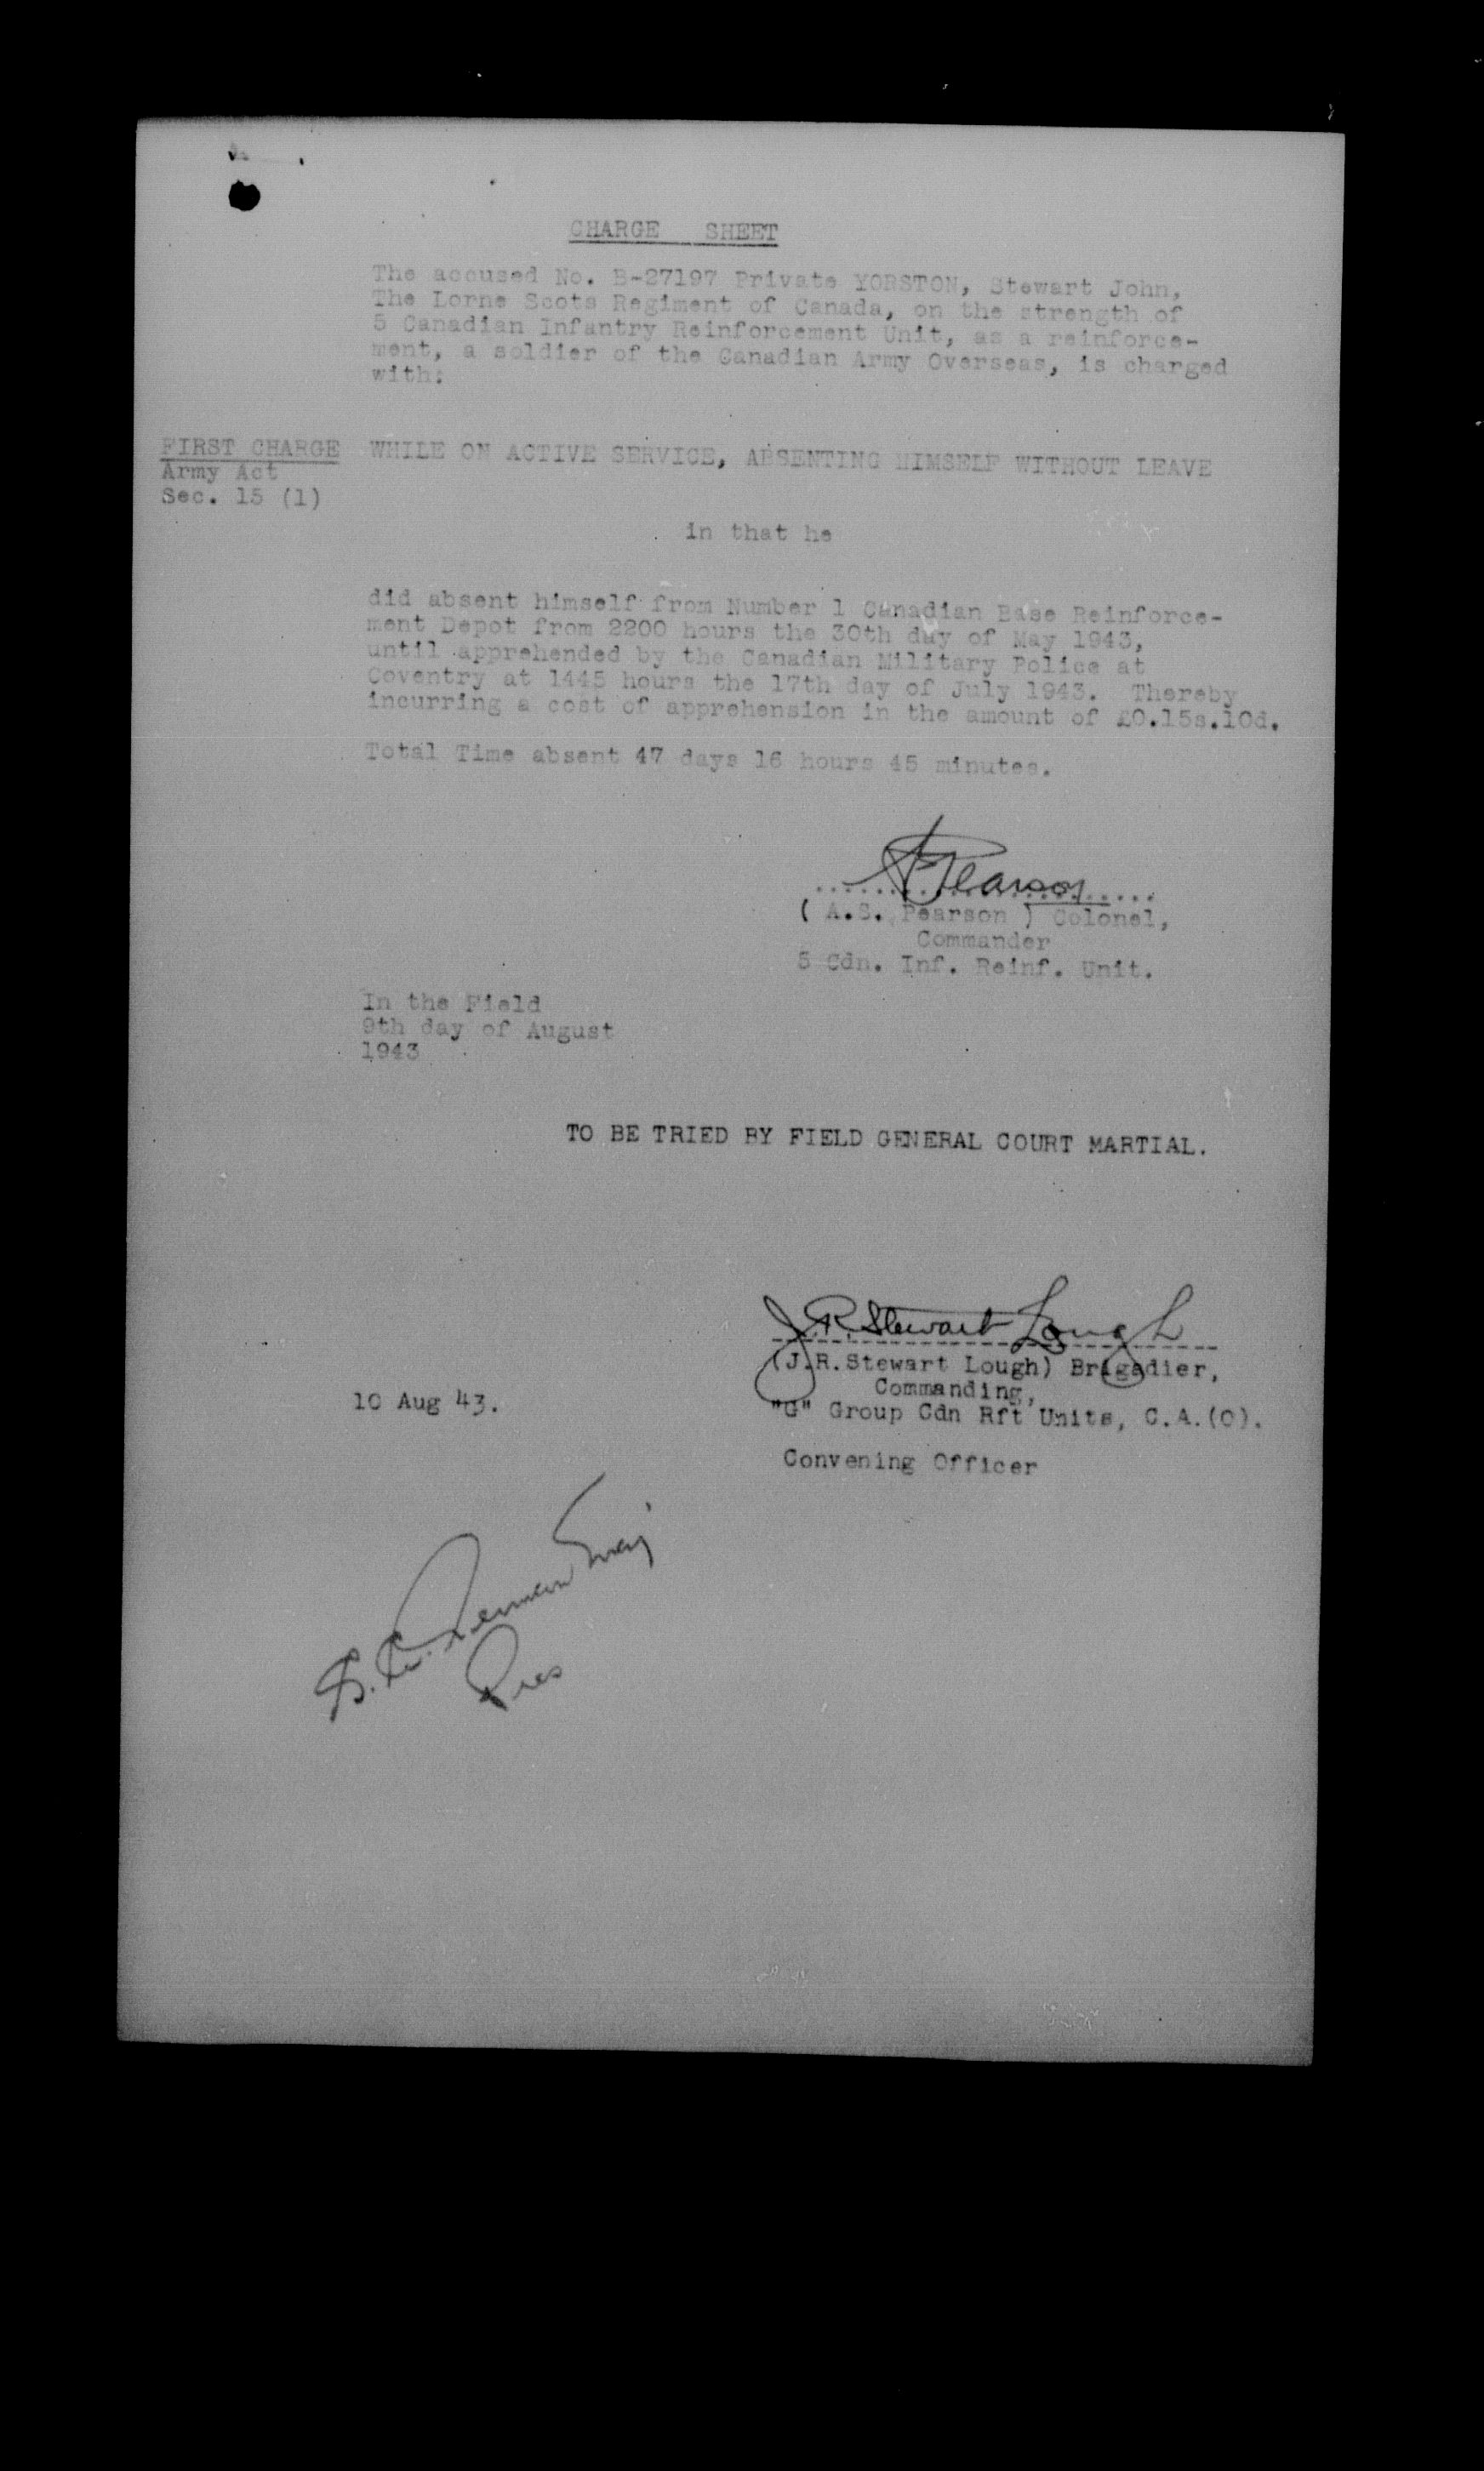 CHARGE SHEET
The accused No. B-27197 Private YORSTON, Stewart John,
The Lorne Scots Regiment of Canada, on the strength of
5 Canadian Infantry Reinforcement Unit, as a reinforce-
ment, a soldier of the Canadian Army Overseas, is charged
with:
FIRST CHARGE WHILE ON ACTIVE SERVICE, ABSENTING HIMSELF WITHOUT LEAVE
Army Act
Sec. 15 (1)
in that he
did absent himself from Number 1 Canadian Base Reinforce-
ment Depot from 2200 hours the 30th day of May 1943,
until apprehended by the Canadian Military Police at
Coventry at 1445 hours the 17th day of July 1943. Thereby
incurring a cost of apprehension in the amount of £0.15s.10d.
Total Time absent 47 days 16 hours 45 minutes.
A S Pearson
( A.S. Pearson ) Colonel,
Commander
5 Cdn. Inf. Reinf. Unit.
In the Field
9th day of August
1943
TO BE TRIED BY FIELD GENERAL COURT MARTIAL.
J.R. Stewart Lough
(J.R.Stewart Lough) Brigadier,
Commanding,
10 Aug 43.
"G" Group Cdn Rft Units, C.A.(O).
Convening Officer
Maj
Pres